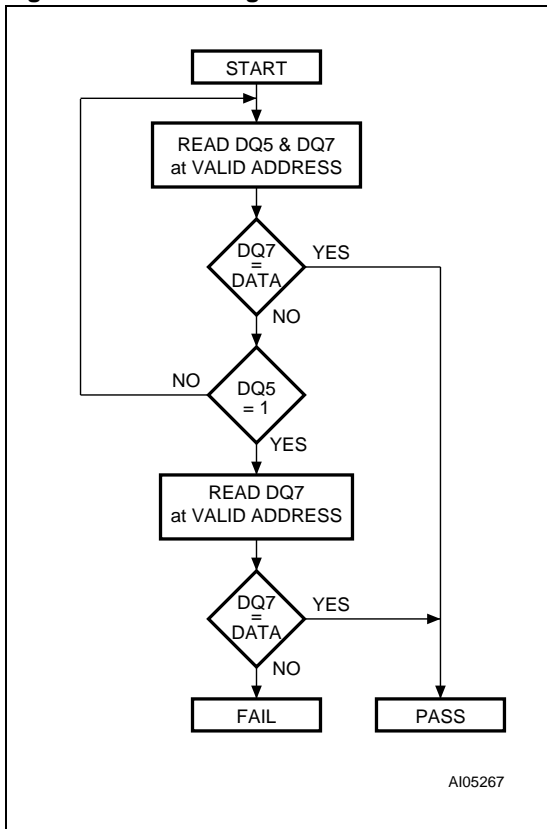 START
READ DQ5 & DQ7
at VALID ADDRESS
DQ7
=
DATA
YES
NO
DQ5
= 1
NO
YES
READ DQ7
at VALID ADDRESS
DQ7
=
DATA
YES
NO
FAIL
PASS
AI05267